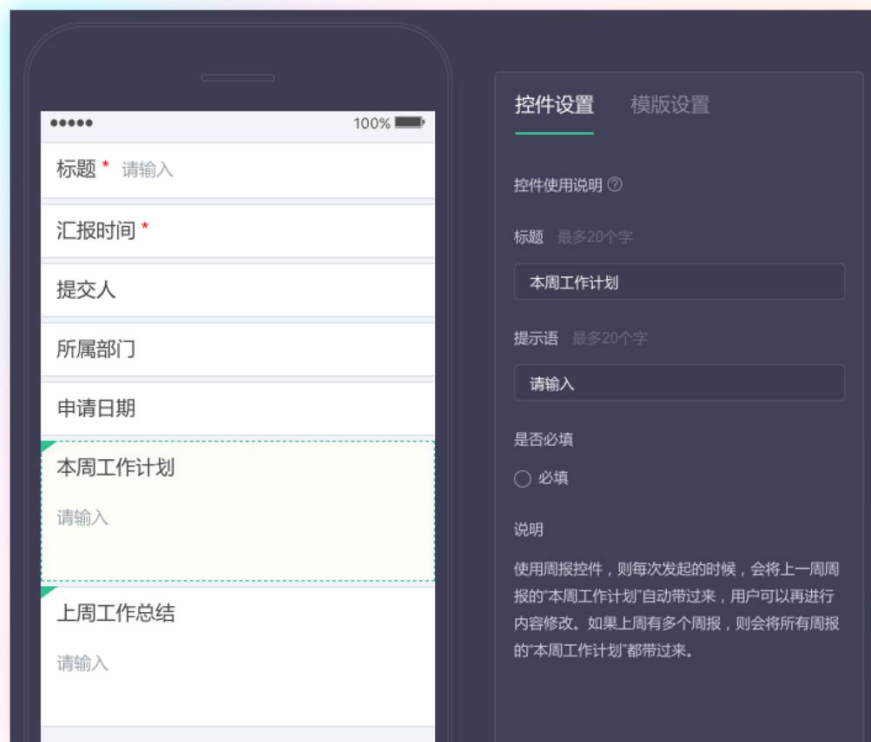 100%
标题 * 请输入
汇报时间 *
提交人
所属部门
申请日期
本周工作计划
请输入
上周工作总结
请输入
控件设置 模版设置
控件使用说明 ?
标题 最多20个字
本周工作计划
提示语 最多20个字
请输入
是否必填
必填
说明
使用周报控件，则每次发起的时候，会将上一周周
报的“本周工作计划”自动带过来，用户可以再进行
内容修改。如果上周有多个周报，则会将所有周报
的“本周工作计划”都带过来。